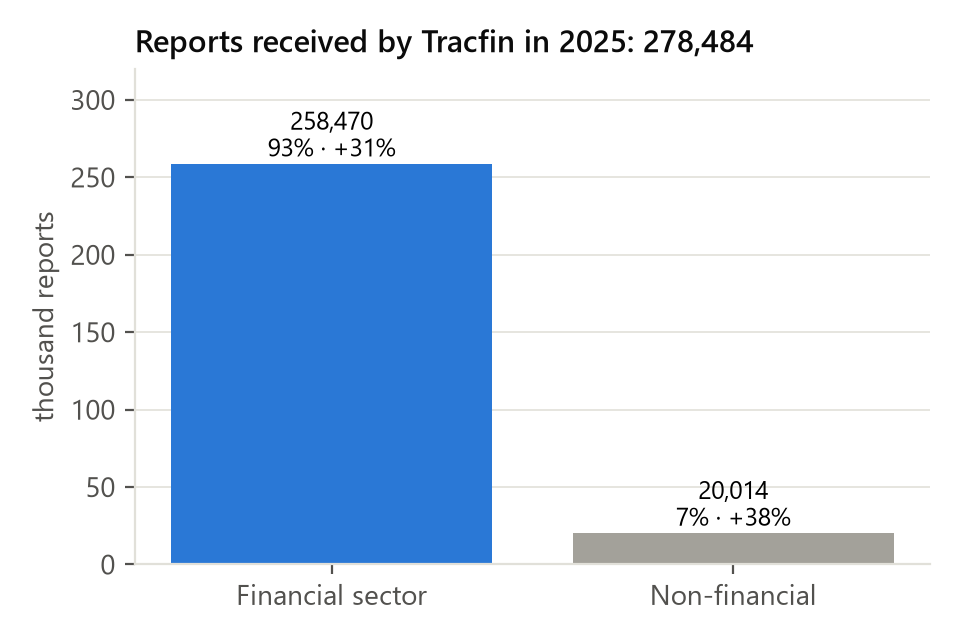 Reports received by Tracfin in 2025: 278,484
thousand reports
300
250
200
150
100
50
0
258,470
93% · +31%
20,014
7% · +38%
Financial sector
Non-financial